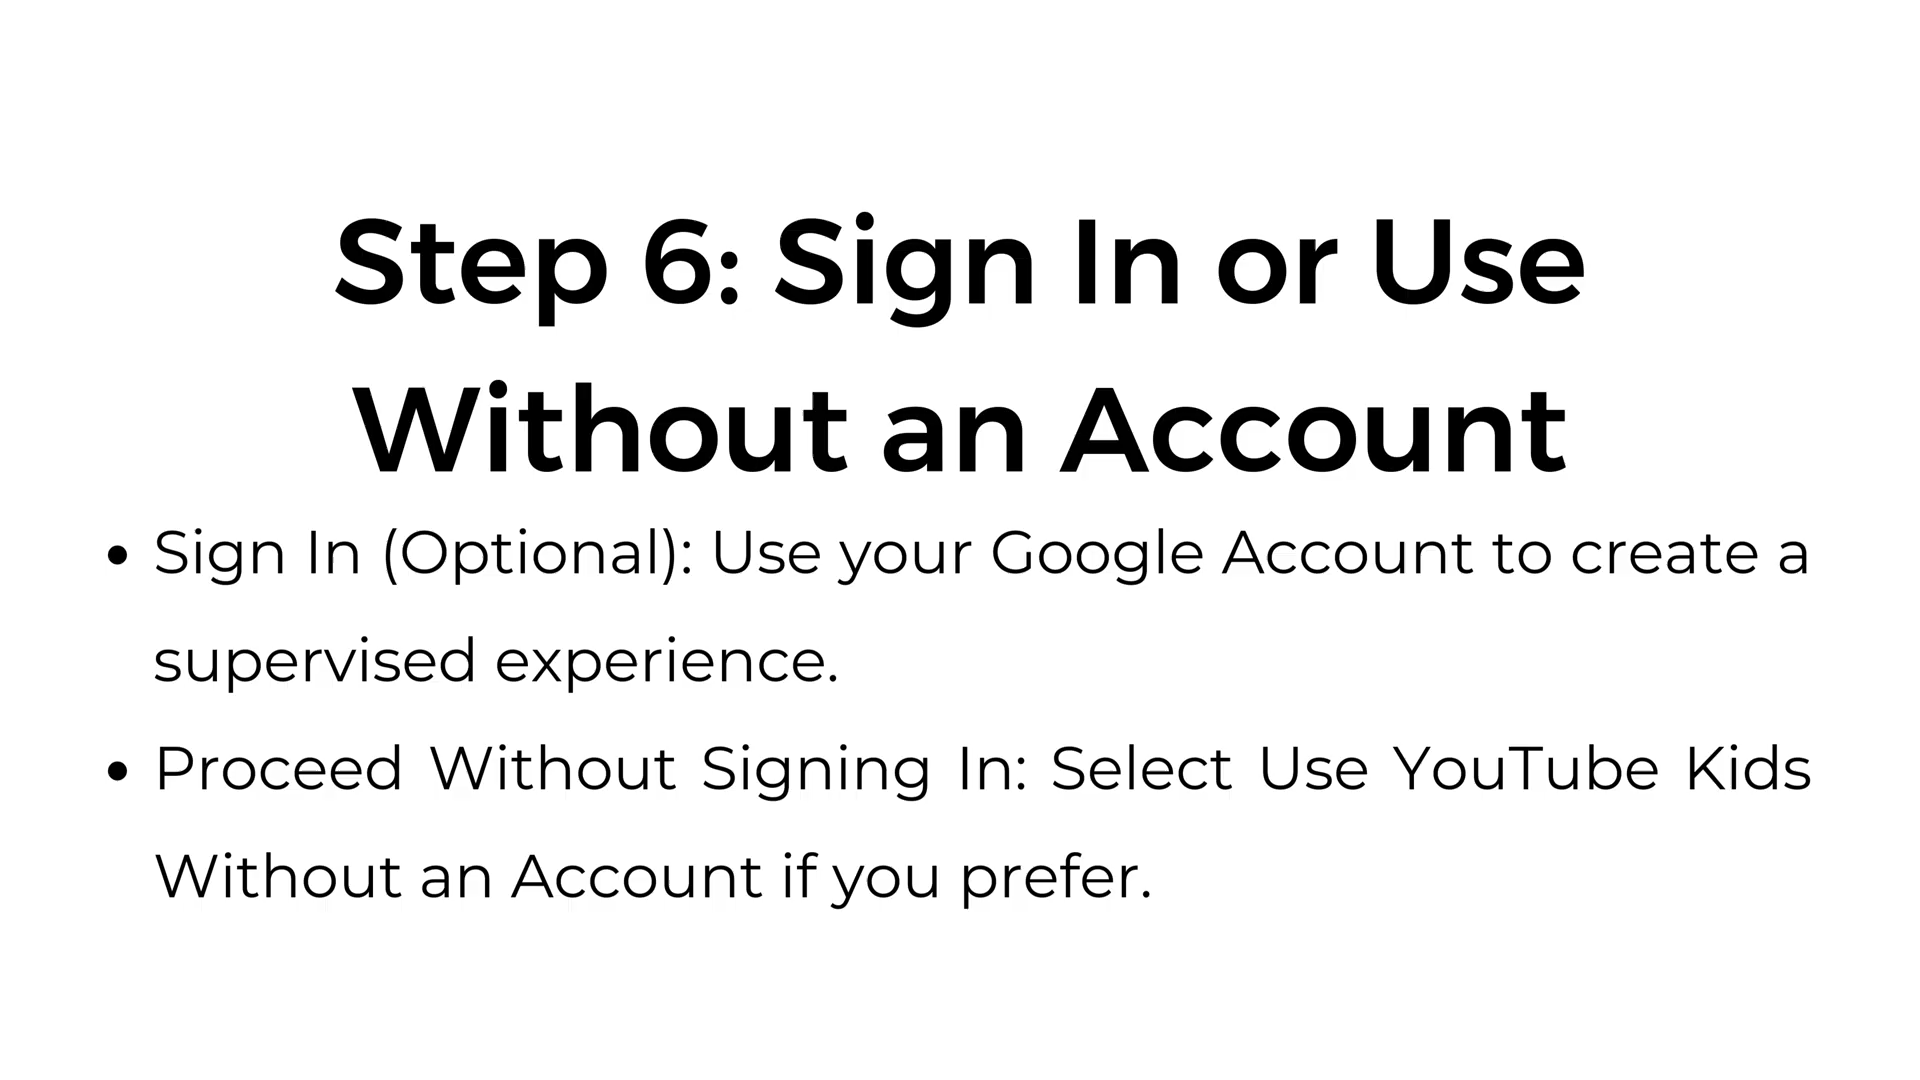 Step 6: Sign In or Use
Without an Account
• Sign In (Optional): Use your Google Account to create a
supervised experience.
• Proceed Without Signing In: Select Use YouTube Kids
Without an Account if you prefer.